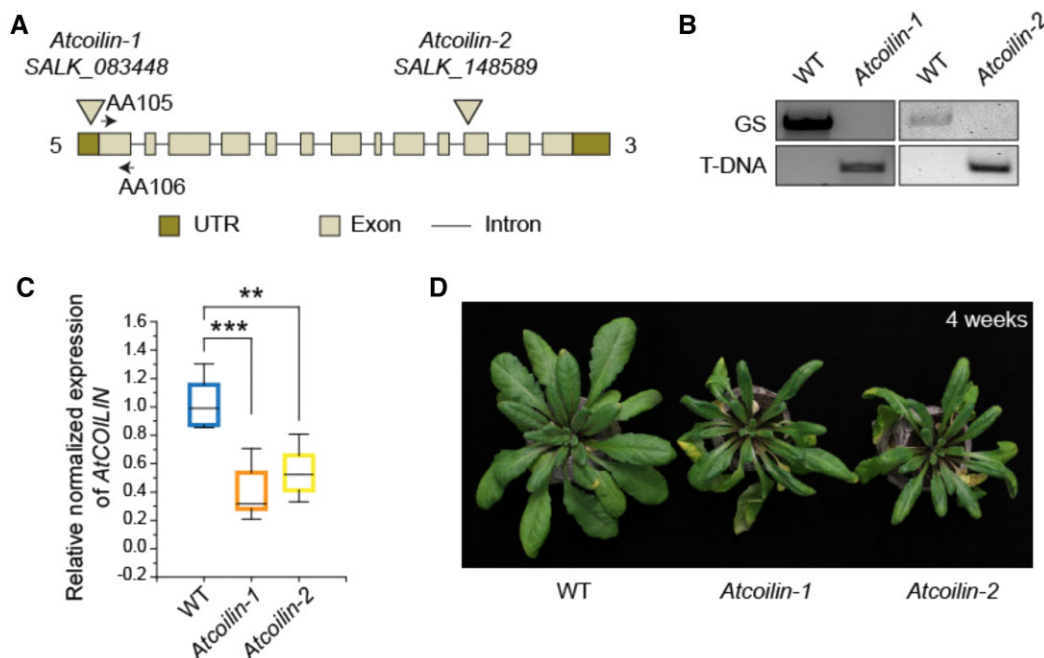 A
Atcoilin-1
SALK_083448
Atcoilin-2
SALK_148589
AA105
5
3
AA106
UTR
Exon
Intron
B
WT
Atcoilin-1
WT
Atcoilin-2
GS
T-DNA
C
Relative normalized expression
of AtCOILIN
1.6
1.4
1.2
1.0
0.8
0.6
0.4
0.2
0.0
-0.2
***
**
WT
Atcoilin-1
Atcoilin-2
D
4 weeks
WT
Atcoilin-1
Atcoilin-2